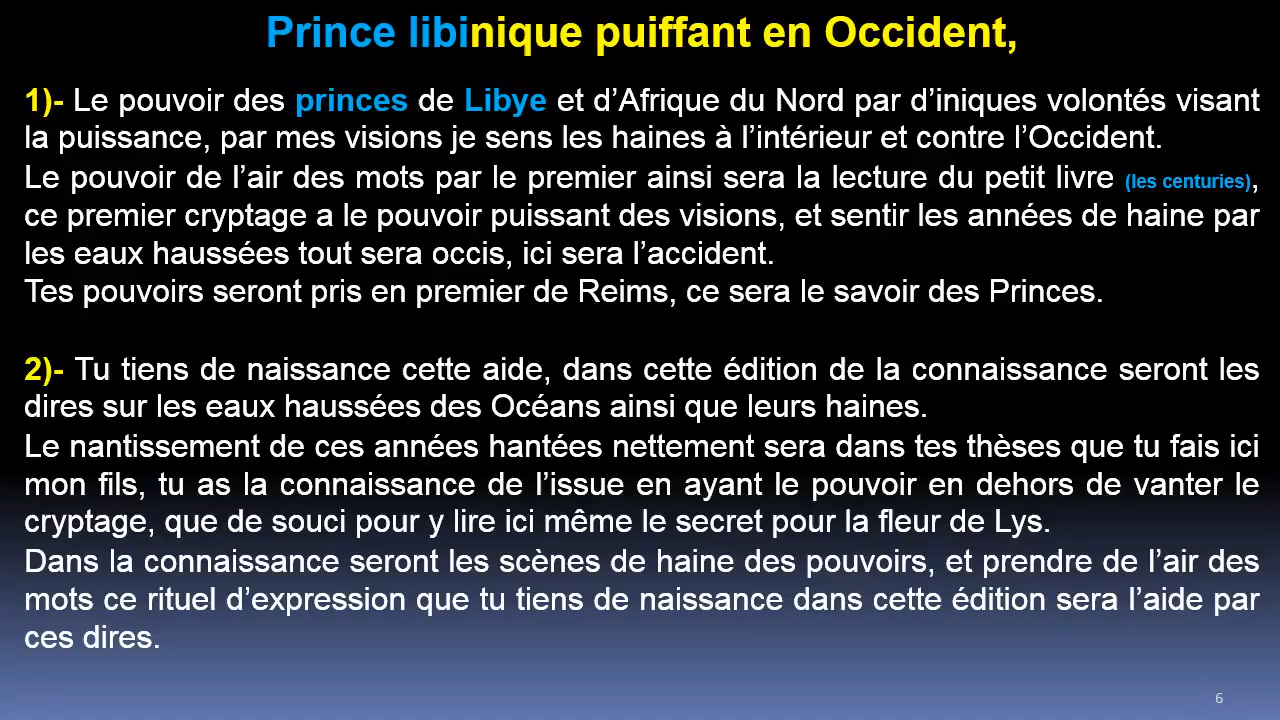 Prince libinique puiffant en Occident,
1)- Le pouvoir des princes de Libye et d’Afrique du Nord par d’iniques volontés visant
la puissance, par mes visions je sens les haines à l’intérieur et contre l’Occident.
Le pouvoir de l’air des mots par le premier ainsi sera la lecture du petit livre (les centuries),
ce premier cryptage a le pouvoir puissant des visions, et sentir les années de haine par
les eaux haussées tout sera occis, ici sera l’accident.
Tes pouvoirs seront pris en premier de Reims, ce sera le savoir des Princes.
2)- Tu tiens de naissance cette aide, dans cette édition de la connaissance seront les
dires sur les eaux haussées des Océans ainsi que leurs haines.
Le nantissement de ces années hantées nettement sera dans tes thèses que tu fais ici
mon fils, tu as la connaissance de l’issue en ayant le pouvoir en dehors de vanter le
cryptage, que de souci pour y lire ici même le secret pour la fleur de Lys.
Dans la connaissance seront les scènes de haine des pouvoirs, et prendre de l’air des
mots ce rituel d’expression que tu tiens de naissance dans cette édition sera l’aide par
ces dires.
6